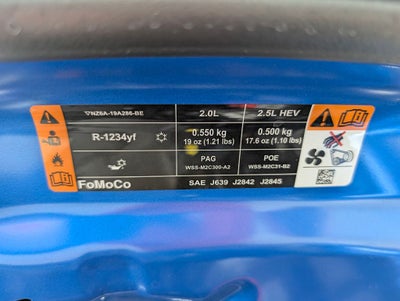 NZ6A-19A286-BE 2.0L 2.5L HEV
R-1234yf 0.550 kg 0.500 kg
19 oz (1.21 lbs) 17.6 oz (1.10 lbs)
PAG POE
WSS-M2C300-A2 WSS-M2C31-B2
FoMoCo SAE J639 J2842 J2845